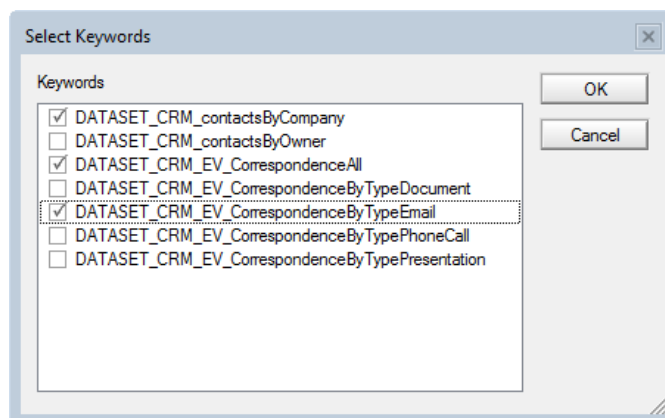 Select Keywords
Keywords
OK
DATASET_CRM_contactsByCompany
DATASET_CRM_contactsByOwner
Cancel
DATASET_CRM_EV_CorrespondenceAll
DATASET_CRM_EV_CorrespondenceByTypeDocument
DATASET_CRM_EV_CorrespondenceByTypeEmail
DATASET_CRM_EV_CorrespondenceByTypePhoneCall
DATASET_CRM_EV_CorrespondenceByTypePresentation